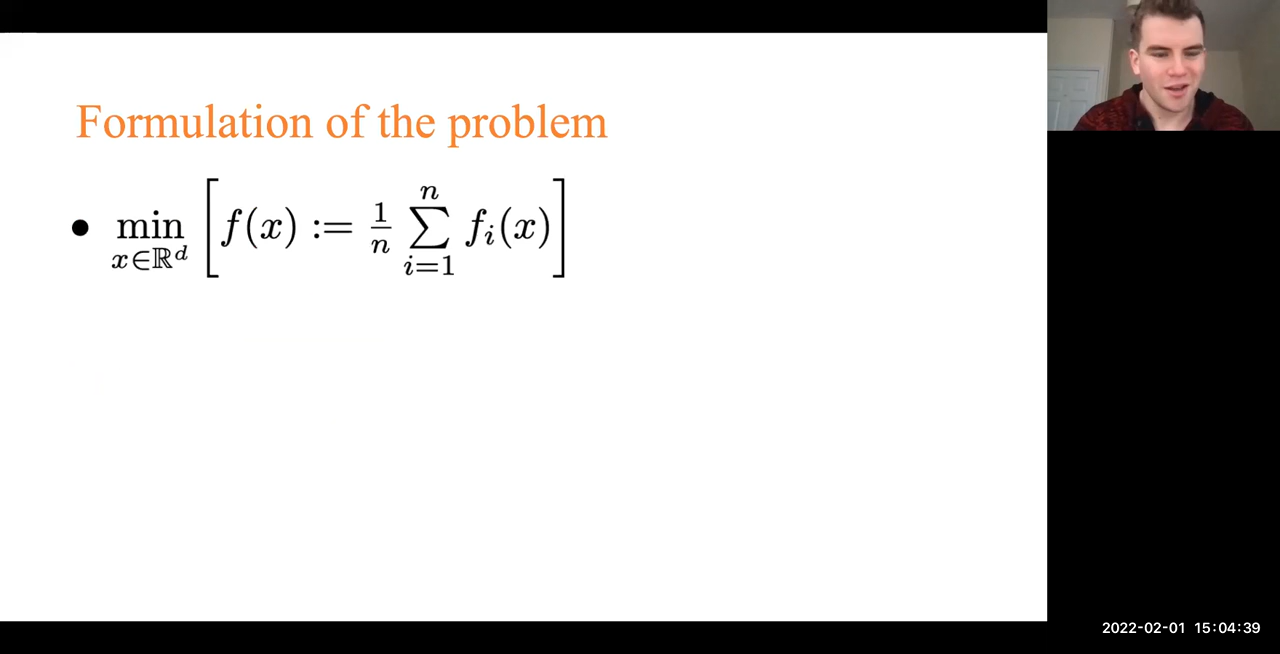 Formulation of the problem
• $\min_{x \in \mathbb{R}^d} \left[ f(x) := \frac{1}{n} \sum_{i=1}^{n} f_i(x) \right]$
2022-02-01 15:04:39